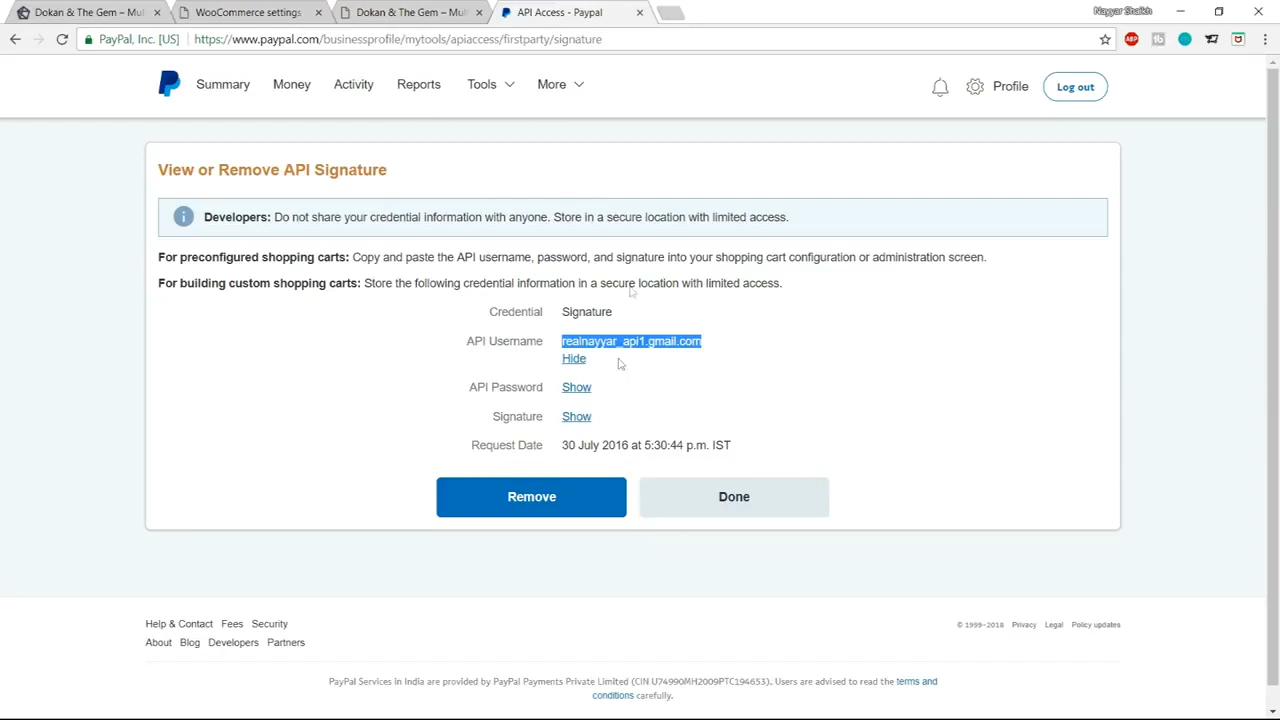 Dokan & The Gem – Mul
WooCommerce settings
Dokan & The Gem – Mul
API Access - Paypal
Nayyar Shaikh
PayPal, Inc. [US]
https://www.paypal.com/businessprofile/mytools/apiaccess/firstparty/signature
ABP
Summary
Money
Activity
Reports
Tools
More
Profile
Log out
View or Remove API Signature
Developers: Do not share your credential information with anyone. Store in a secure location with limited access.
For preconfigured shopping carts: Copy and paste the API username, password, and signature into your shopping cart configuration or administration screen.
For building custom shopping carts: Store the following credential information in a secure location with limited access.
Credential Signature
API Username realnayyar_api1.gmail.com
Hide
API Password Show
Signature Show
Request Date 30 July 2016 at 5:30:44 p.m. IST
Remove
Done
Help & Contact Fees Security
© 1999–2018 Privacy Legal Policy updates
About Blog Developers Partners
PayPal Services in India are provided by PayPal Payments Private Limited (CIN U74990MH2009PTC194653). Users are advised to read the terms and
conditions carefully.